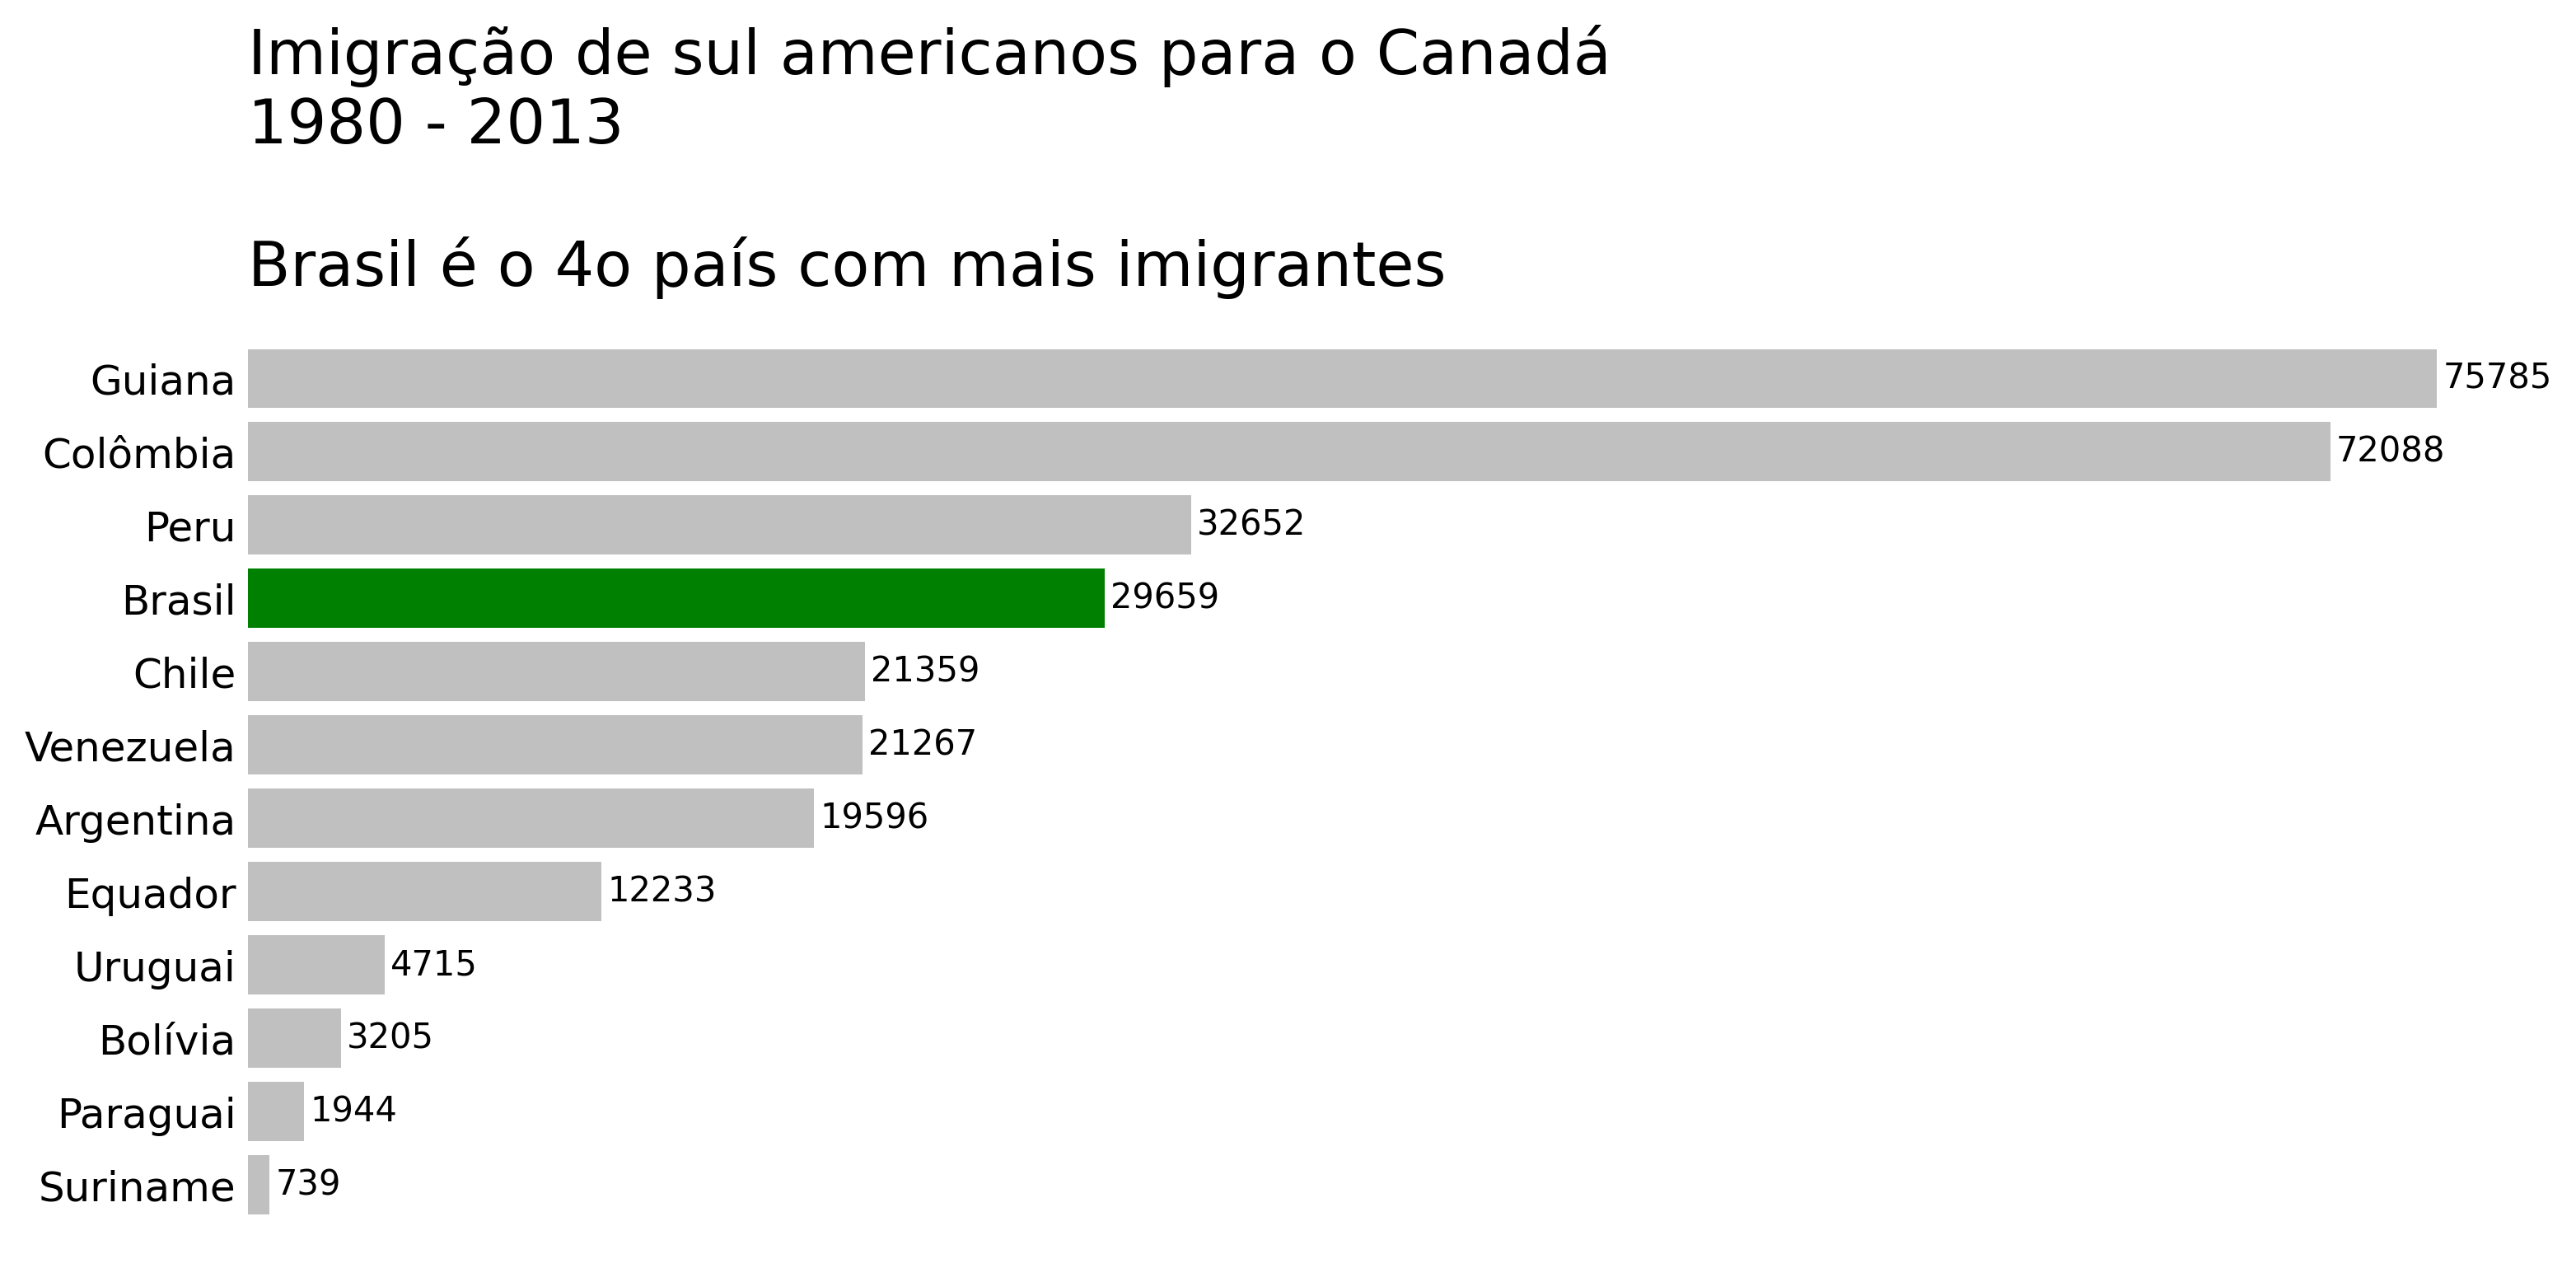 Imigração de sul americanos para o Canadá
1980 - 2013
Brasil é o 4o país com mais imigrantes
Guiana 75785
Colômbia 72088
Peru 32652
Brasil 29659
Chile 21359
Venezuela 21267
Argentina 19596
Equador 12233
Uruguai 4715
Bolívia 3205
Paraguai 1944
Suriname 739